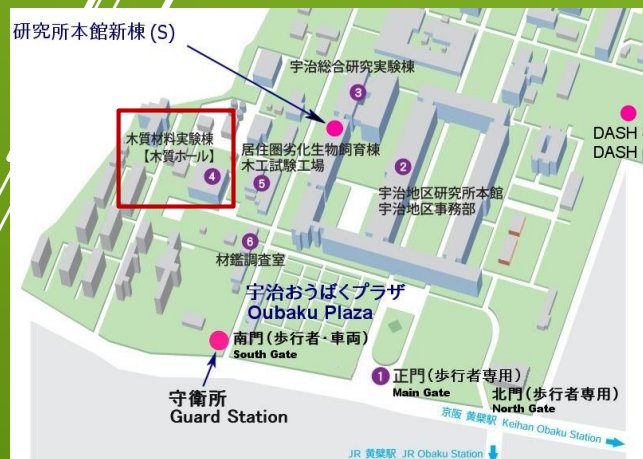 研究所本館新棟(S)
宇治総合研究実験棟
3
木質材料実験棟
【木質ホール】
4
居住圏劣化生物飼育棟
木工試験工場
5
2
宇治地区研究所本館
宇治地区事務部
DASH
DASH
6
材鑑調査室
宇治おうばくプラザ
Oubaku Plaza
南門(歩行者・車両)
South Gate
守衛所
Guard Station
1 正門(歩行者専用)
Main Gate
北門(歩行者専用)
North Gate
京阪 黄檗駅 Keihan Obaku Station
JR 黄檗駅 JR Obaku Station